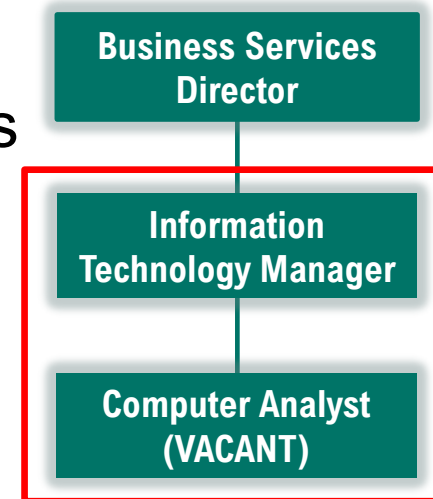 Business Services
Director
s
Information
Technology Manager
Computer Analyst
(VACANT)